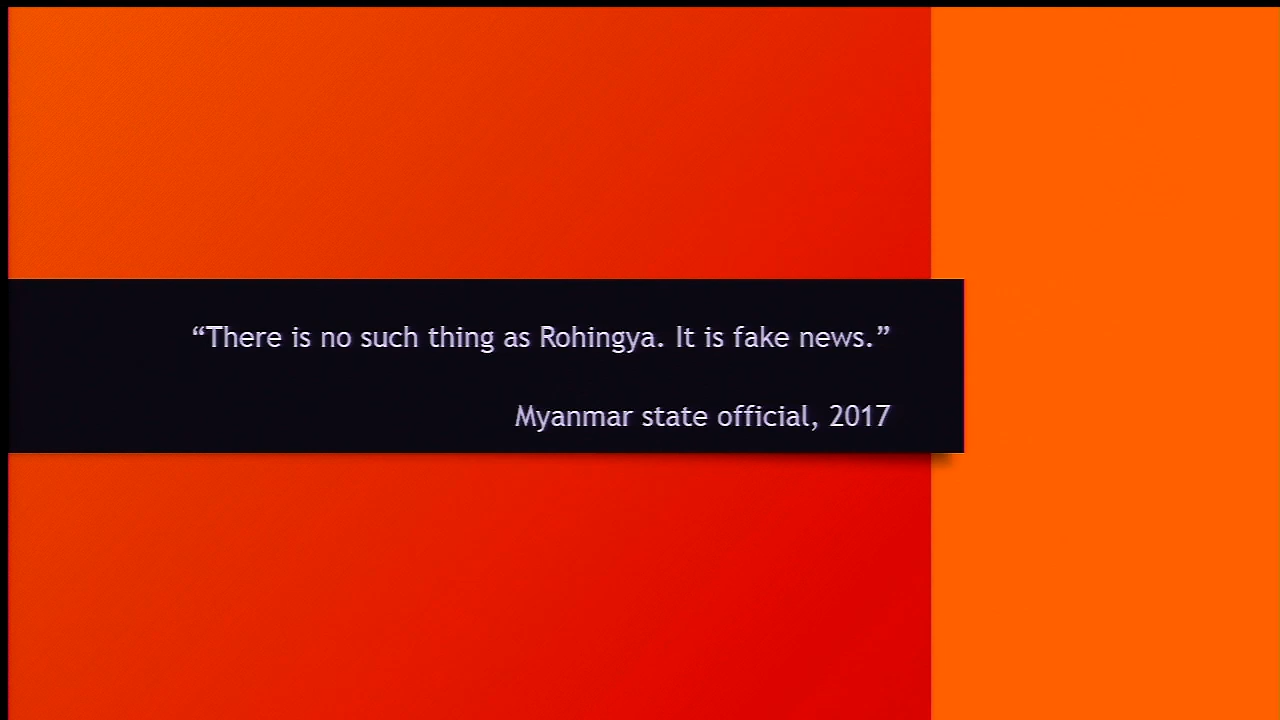 “There is no such thing as Rohingya. It is fake news.”
Myanmar state official, 2017